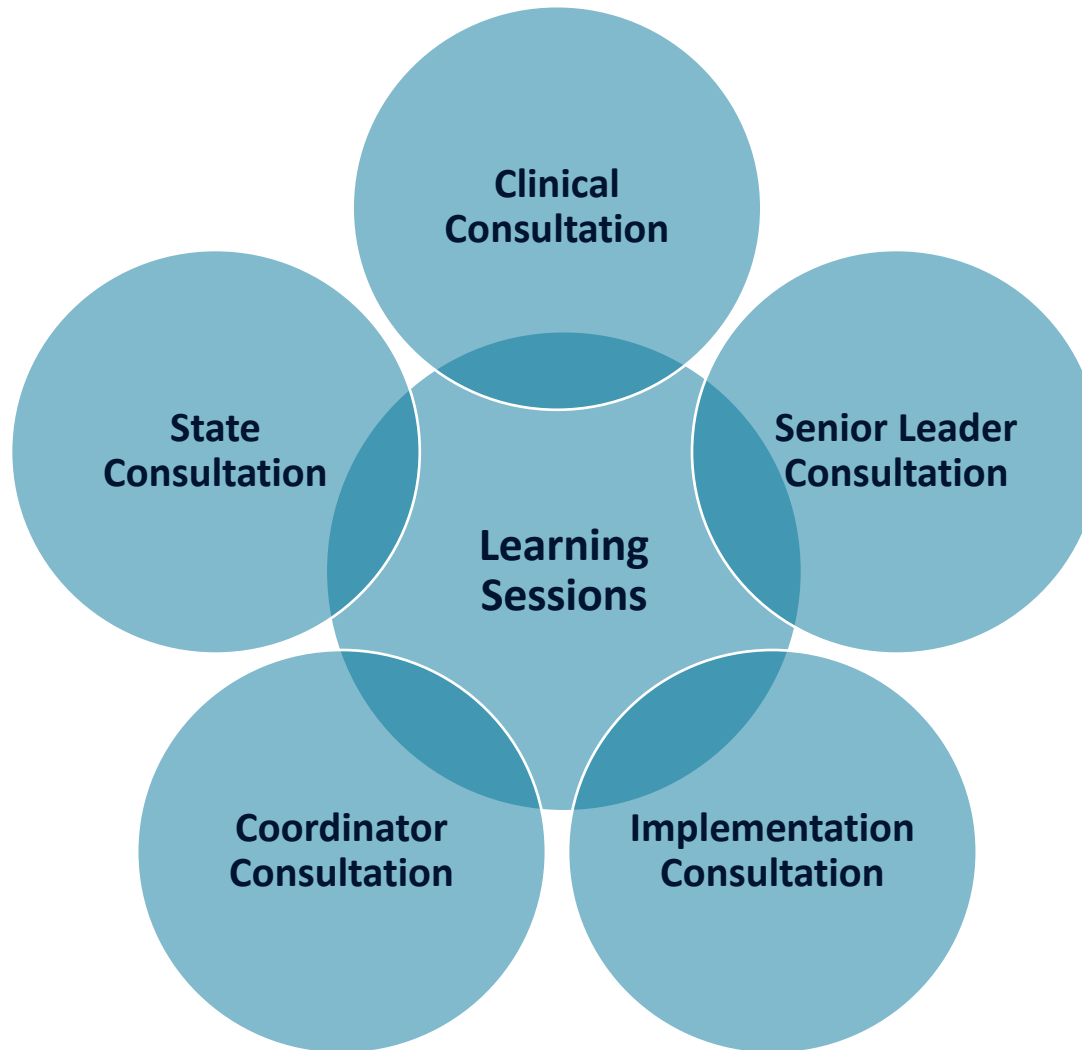 Clinical
Consultation
State
Consultation
Senior Leader
Consultation
Learning
Sessions
Coordinator
Consultation
Implementation
Consultation